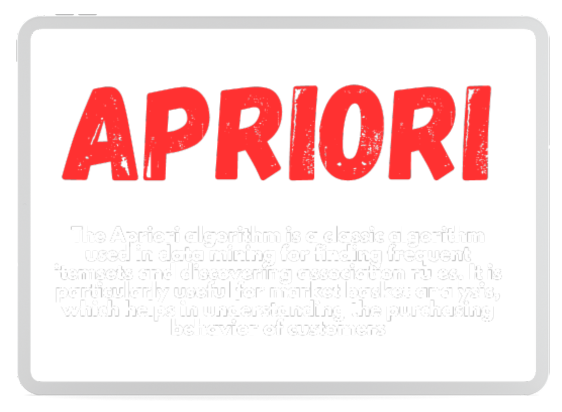 APRIORI
The Apriori algorithm is a classic algorithm
used in data mining for finding frequent
itemsets and discovering association rules. It is
particularly useful for market basket analysis,
which helps in understanding the purchasing
behavior of customers